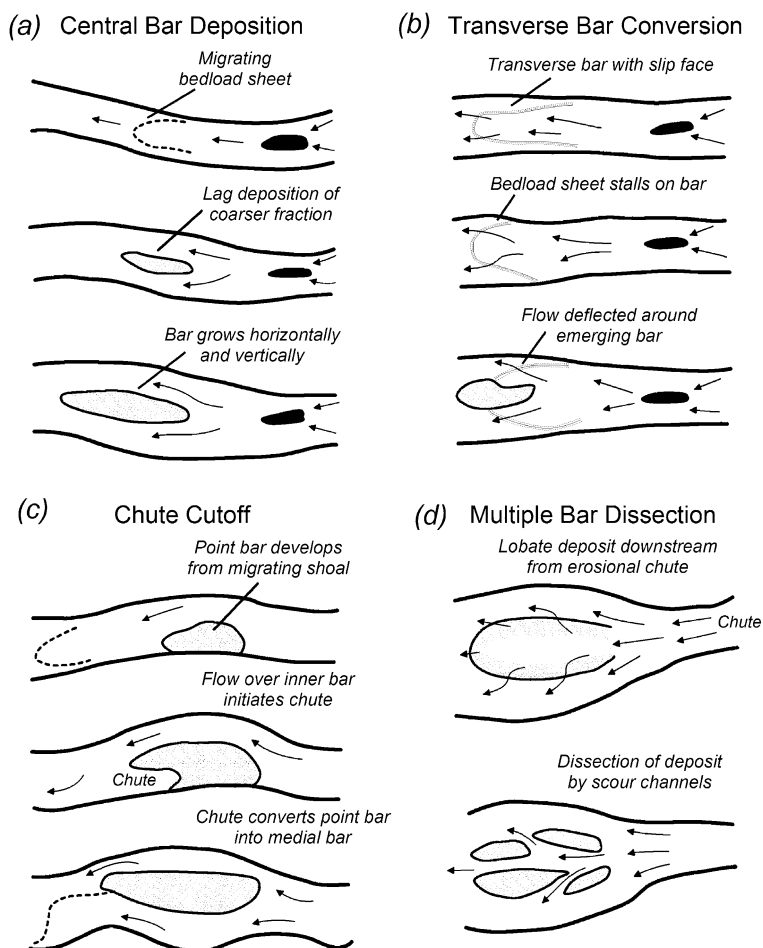 (a) Central Bar Deposition
Migrating
bedload sheet
Lag deposition of
coarser fraction
Bar grows horizontally
and vertically
(b) Transverse Bar Conversion
Transverse bar with slip face
Bedload sheet stalls on bar
Flow deflected around
emerging bar
(c) Chute Cutoff
Point bar develops
from migrating shoal
Flow over inner bar
initiates chute
Chute
Chute converts point bar
into medial bar
(d) Multiple Bar Dissection
Lobate deposit downstream
from erosional chute
Chute
Dissection of deposit
by scour channels